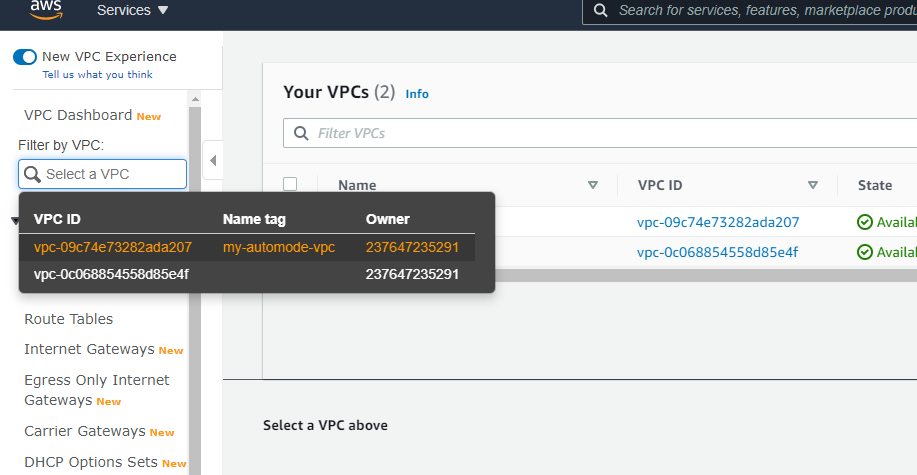 aws
Services
Search for services, features, marketplace produ
New VPC Experience
Tell us what you think
VPC Dashboard New
Filter by VPC:
Select a VPC
VPC ID Name tag Owner
vpc-09c74e73282ada207 my-automode-vpc 237647235291
vpc-0c068854558d85e4f 237647235291
Route Tables
Internet Gateways New
Egress Only Internet
Gateways New
Carrier Gateways New
DHCP Options Sets New
Your VPCs (2) Info
Filter VPCs
Name VPC ID State
vpc-09c74e73282ada207 Availa
vpc-0c068854558d85e4f Availa
Select a VPC above